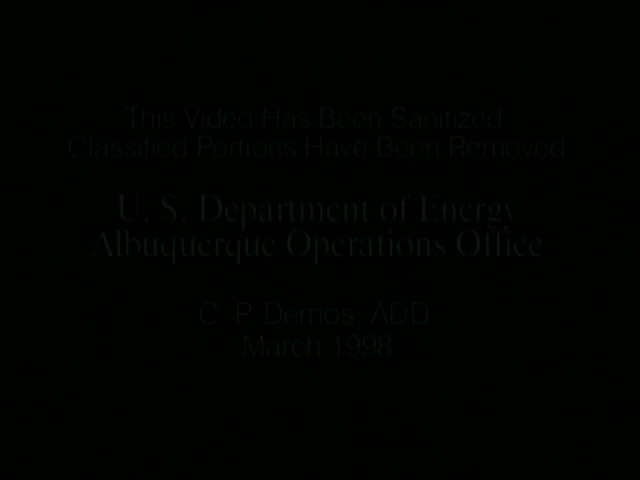 This Video Has Been Sanitized
Classified Portions Have Been Removed
U. S. Department of Energy
Albuquerque Operations Office
C. P. Demos, ADD
March 1998